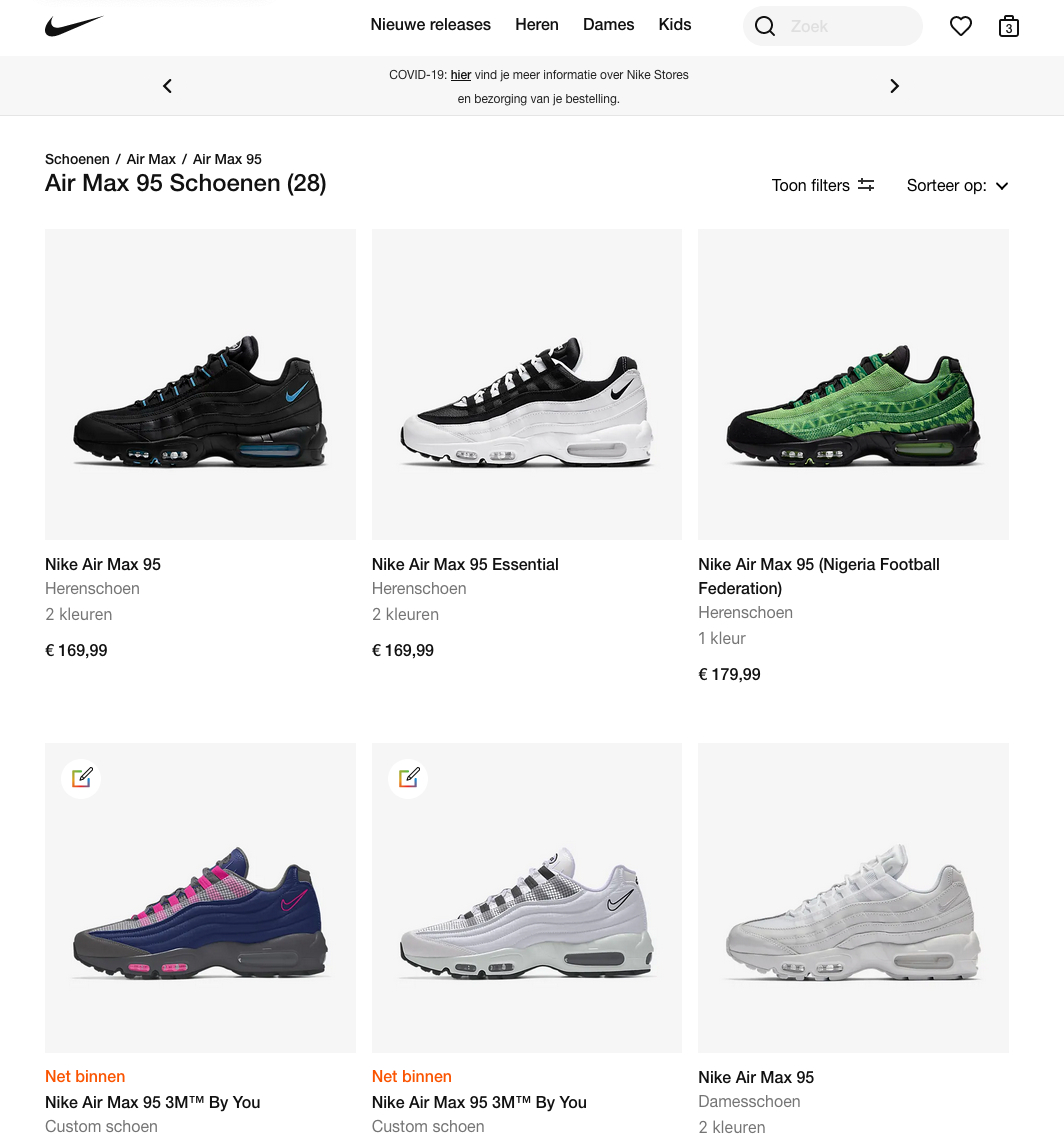 Nieuwe releases Heren Dames Kids Zoek 3
COVID-19: hier vind je meer informatie over Nike Stores
en bezorging van je bestelling.
Schoenen / Air Max / Air Max 95
Air Max 95 Schoenen (28)
Toon filters Sorteer op:
Nike Air Max 95
Herenschoen
2 kleuren
€ 169,99
Nike Air Max 95 Essential
Herenschoen
2 kleuren
€ 169,99
Nike Air Max 95 (Nigeria Football
Federation)
Herenschoen
1 kleur
€ 179,99
Net binnen
Nike Air Max 95 3M™ By You
Custom schoen
Net binnen
Nike Air Max 95 3M™ By You
Custom schoen
Nike Air Max 95
Damesschoen
2 kleuren